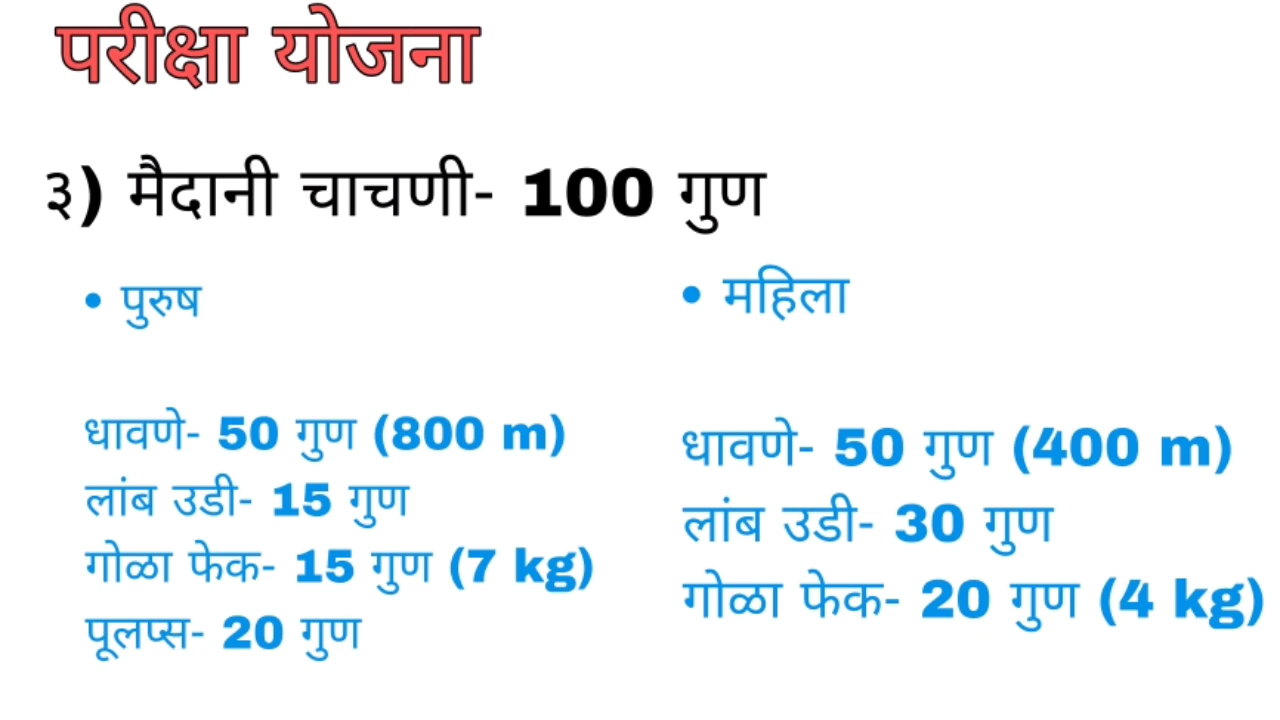 परीक्षा योजना
३) मैदानी चाचणी- 100 गुण
• पुरुष
धावणे- 50 गुण (800 m)
लांब उडी- 15 गुण
गोळा फेक- 15 गुण (7 kg)
पूलप्स- 20 गुण
• महिला
धावणे- 50 गुण (400 m)
लांब उडी- 30 गुण
गोळा फेक- 20 गुण (4 kg)